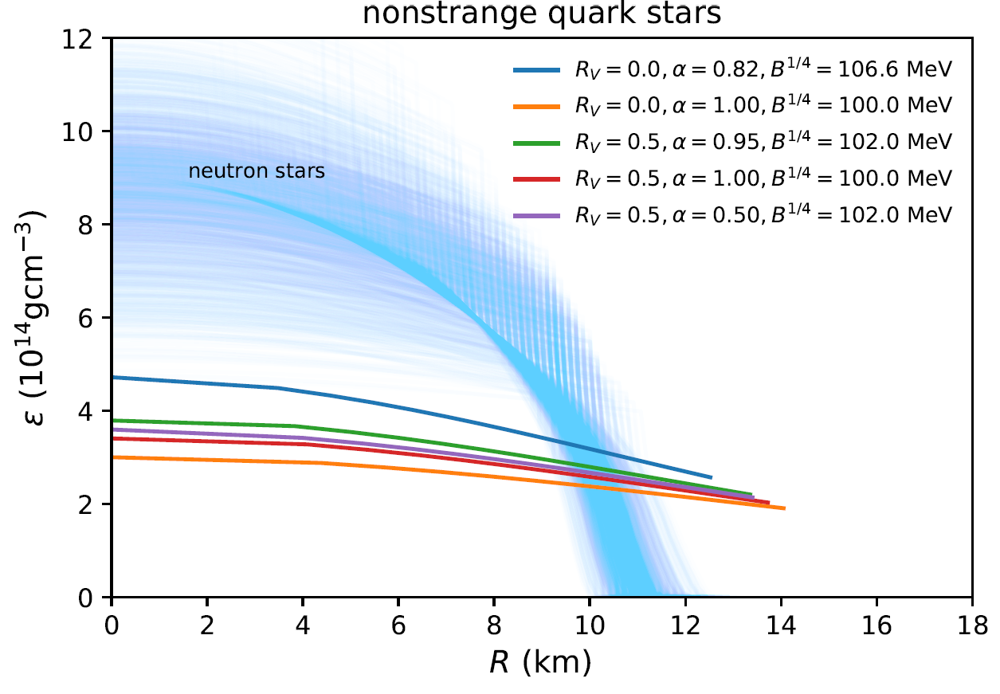 nonstrange quark stars
12
10
8
6
4
2
0
ε (10¹⁴gcm⁻³)
R_V = 0.0, α = 0.82, B^{1/4} = 106.6 MeV
R_V = 0.0, α = 1.00, B^{1/4} = 100.0 MeV
R_V = 0.5, α = 0.95, B^{1/4} = 102.0 MeV
R_V = 0.5, α = 1.00, B^{1/4} = 100.0 MeV
R_V = 0.5, α = 0.50, B^{1/4} = 102.0 MeV
neutron stars
0 2 4 6 8 10 12 14 16 18
R (km)